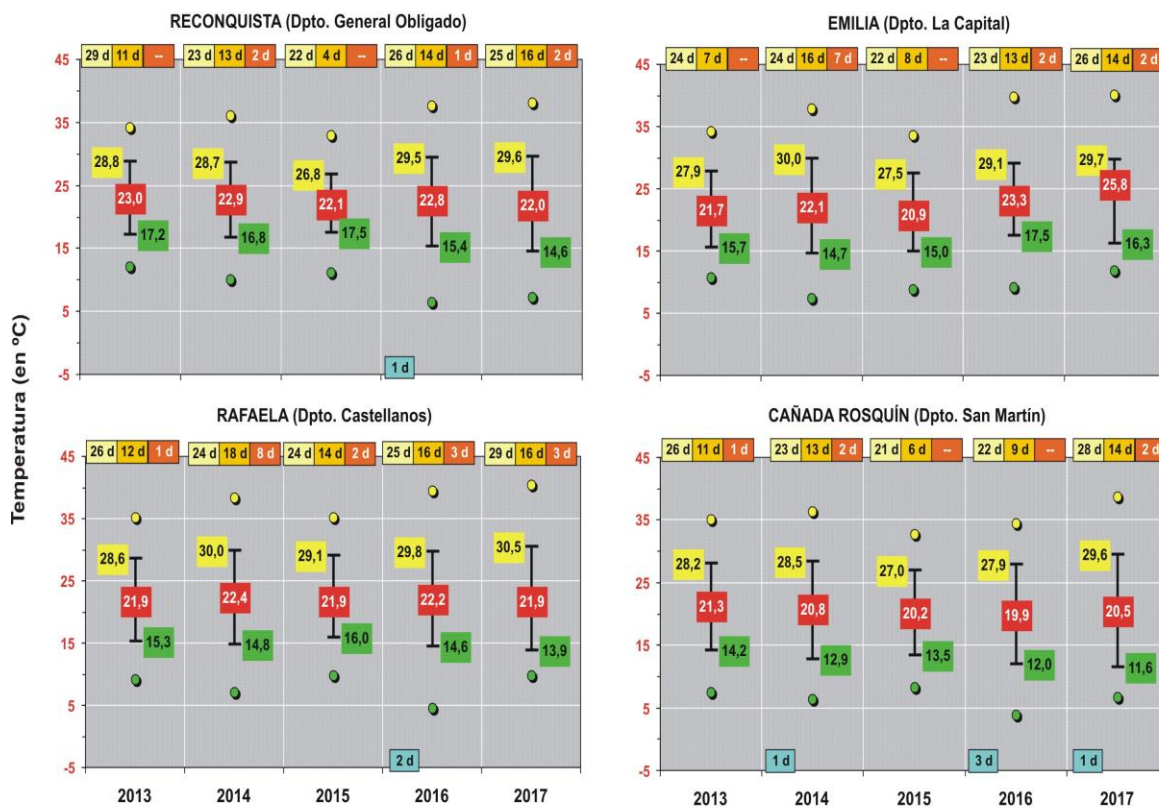 RECONQUISTA (Dpto. General Obligado)
29 d 11 d -- 23 d 13 d 2 d 22 d 4 d -- 26 d 14 d 1 d 25 d 16 d 2 d
45
35
25
15
5
-5
28,8 28,7 26,8 29,5 29,6
23,0 22,9 22,1 22,8 22,0
17,2 16,8 17,5 15,4 14,6
1 d
EMILIA (Dpto. La Capital)
24 d 7 d -- 24 d 16 d 7 d 22 d 8 d -- 23 d 13 d 2 d 26 d 14 d 2 d
45
35
25
15
5
-5
27,9 30,0 27,5 29,1 29,7
21,7 22,1 20,9 23,3 25,8
15,7 14,7 15,0 17,5 16,3
Temperatura (en ºC)
RAFAELA (Dpto. Castellanos)
26 d 12 d 1 d 24 d 18 d 8 d 24 d 14 d 2 d 25 d 16 d 3 d 29 d 16 d 3 d
45
35
25
15
5
-5
28,6 30,0 29,1 29,8 30,5
21,9 22,4 21,9 22,2 21,9
15,3 14,8 16,0 14,6 13,9
2 d
2013 2014 2015 2016 2017
CAÑADA ROSQUÍN (Dpto. San Martín)
26 d 11 d 1 d 23 d 13 d 2 d 21 d 6 d -- 22 d 9 d -- 28 d 14 d 2 d
45
35
25
15
5
-5
28,2 28,5 27,0 27,9 29,6
21,3 20,8 20,2 19,9 20,5
14,2 12,9 13,5 12,0 11,6
1 d 3 d 1 d
2013 2014 2015 2016 2017